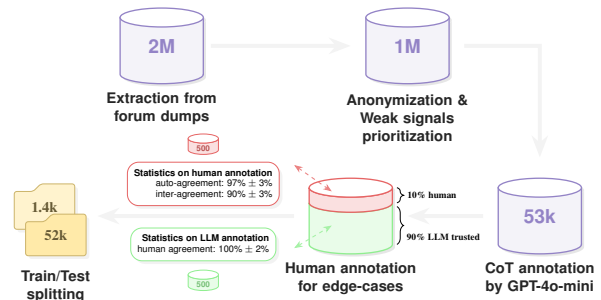 2M
Extraction from
forum dumps
1M
Anonymization &
Weak signals
prioritization
53k
CoT annotation
by GPT-4o-mini
10% human
90% LLM trusted
Human annotation
for edge-cases
500
Statistics on human annotation
auto-agreement: 97% ± 3%
inter-agreement: 90% ± 3%
Statistics on LLM annotation
human agreement: 100% ± 2%
500
1.4k
52k
Train/Test
splitting